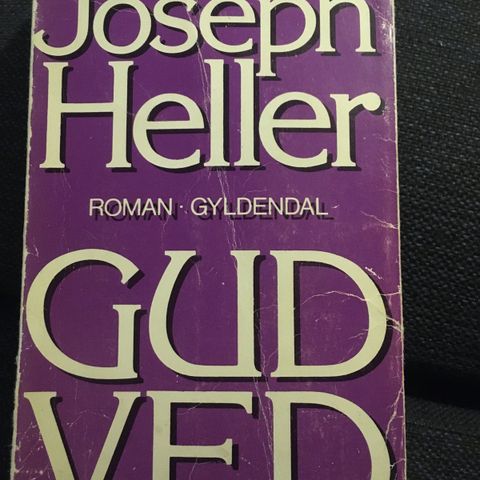 Joseph
Heller
ROMAN · GYLDENDAL
GUD
VED